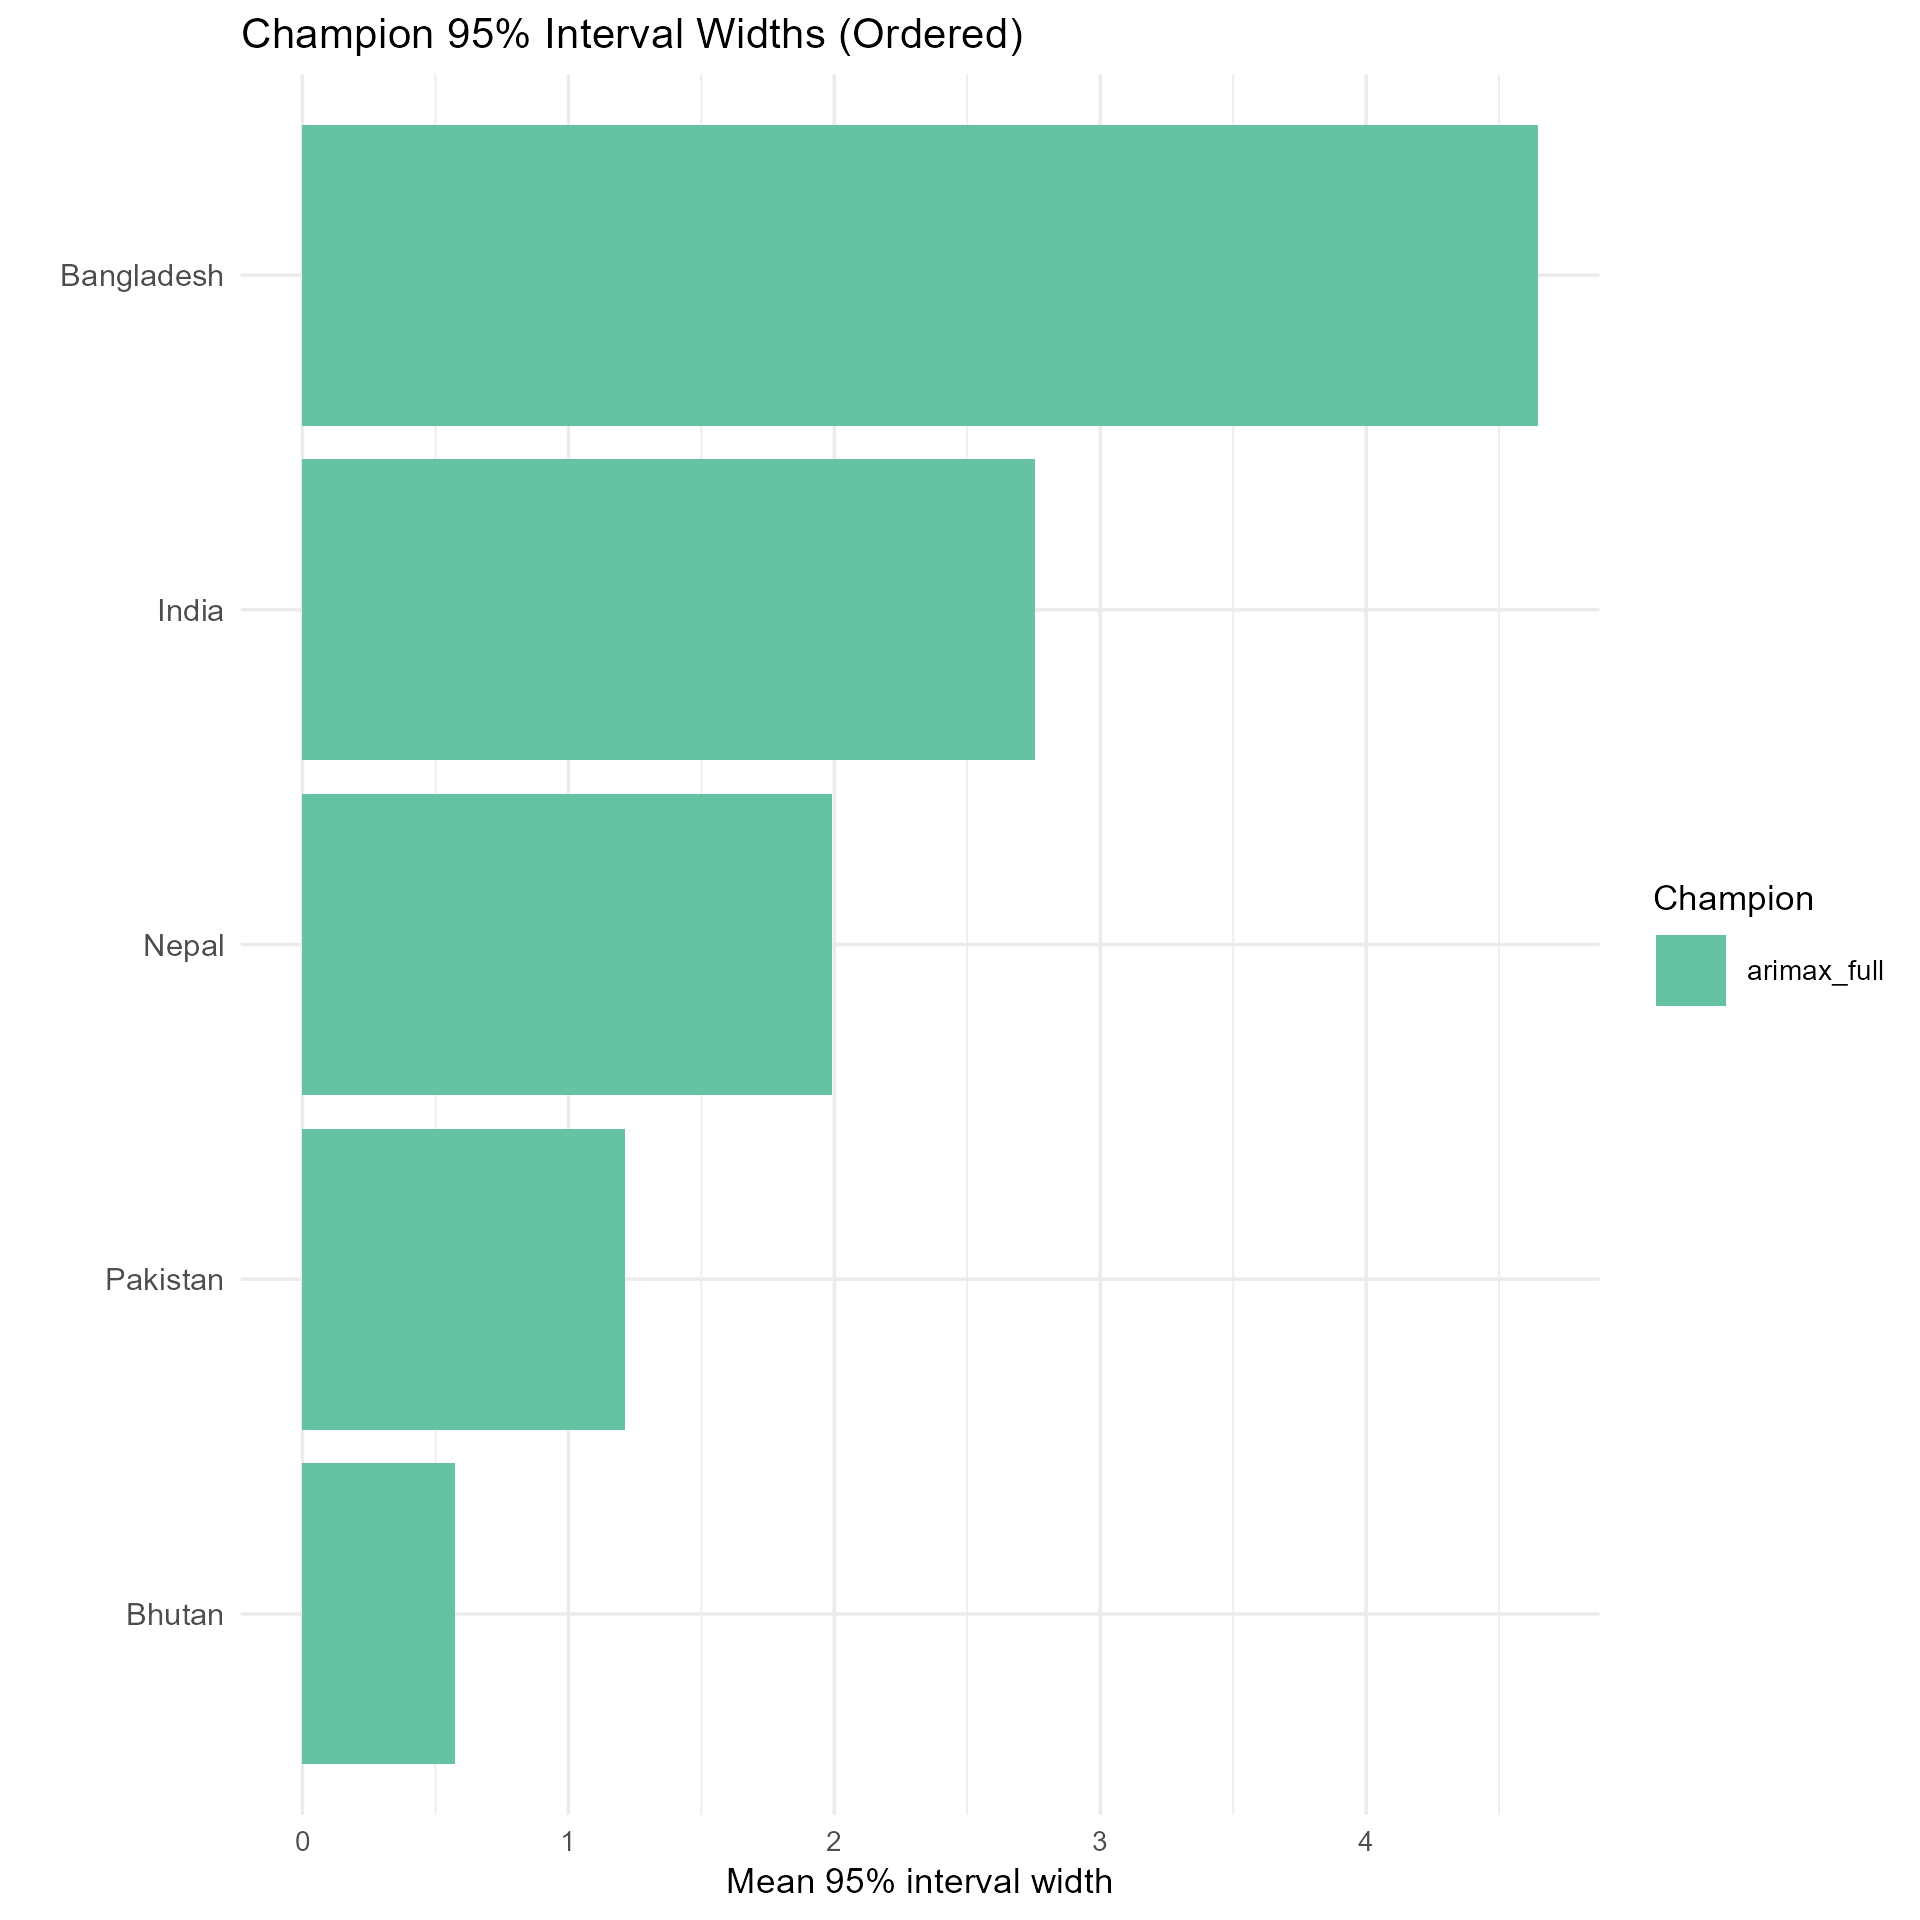 Champion 95% Interval Widths (Ordered)
Bangladesh
India
Nepal
Pakistan
Bhutan
0 1 2 3 4
Mean 95% interval width
Champion
arimax_full